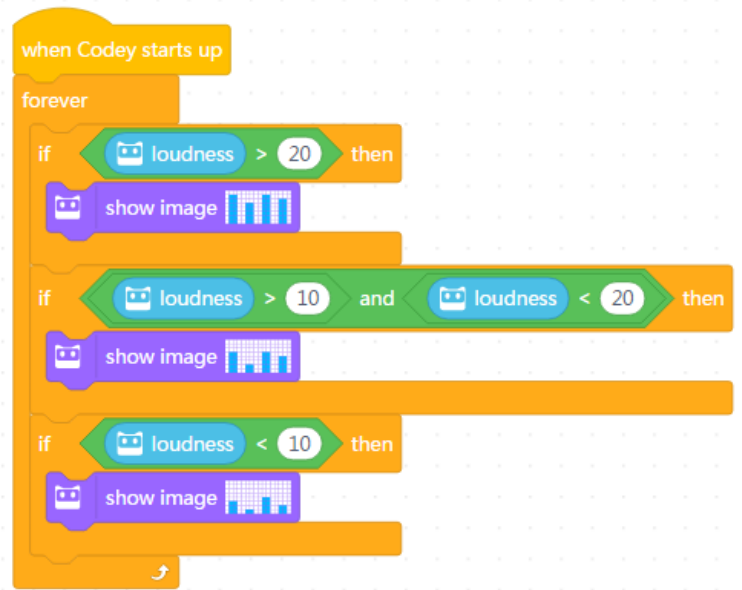 when Codey starts up
forever
if loudness > 20 then
show image
if loudness > 10 and loudness < 20 then
show image
if loudness < 10 then
show image